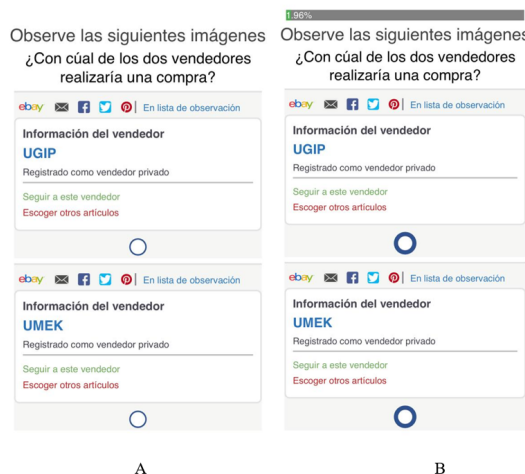 Observe las siguientes imágenes
¿Con cúal de los dos vendedores
realizaría una compra?
ebay En lista de observación
Información del vendedor
UGIP
Registrado como vendedor privado
Seguir a este vendedor
Escoger otros artículos
ebay En lista de observación
Información del vendedor
UMEK
Registrado como vendedor privado
Seguir a este vendedor
Escoger otros artículos
A
1.96%
Observe las siguientes imágenes
¿Con cúal de los dos vendedores
realizaría una compra?
ebay En lista de observación
Información del vendedor
UGIP
Registrado como vendedor privado
Seguir a este vendedor
Escoger otros artículos
ebay En lista de observación
Información del vendedor
UMEK
Registrado como vendedor privado
Seguir a este vendedor
Escoger otros artículos
B